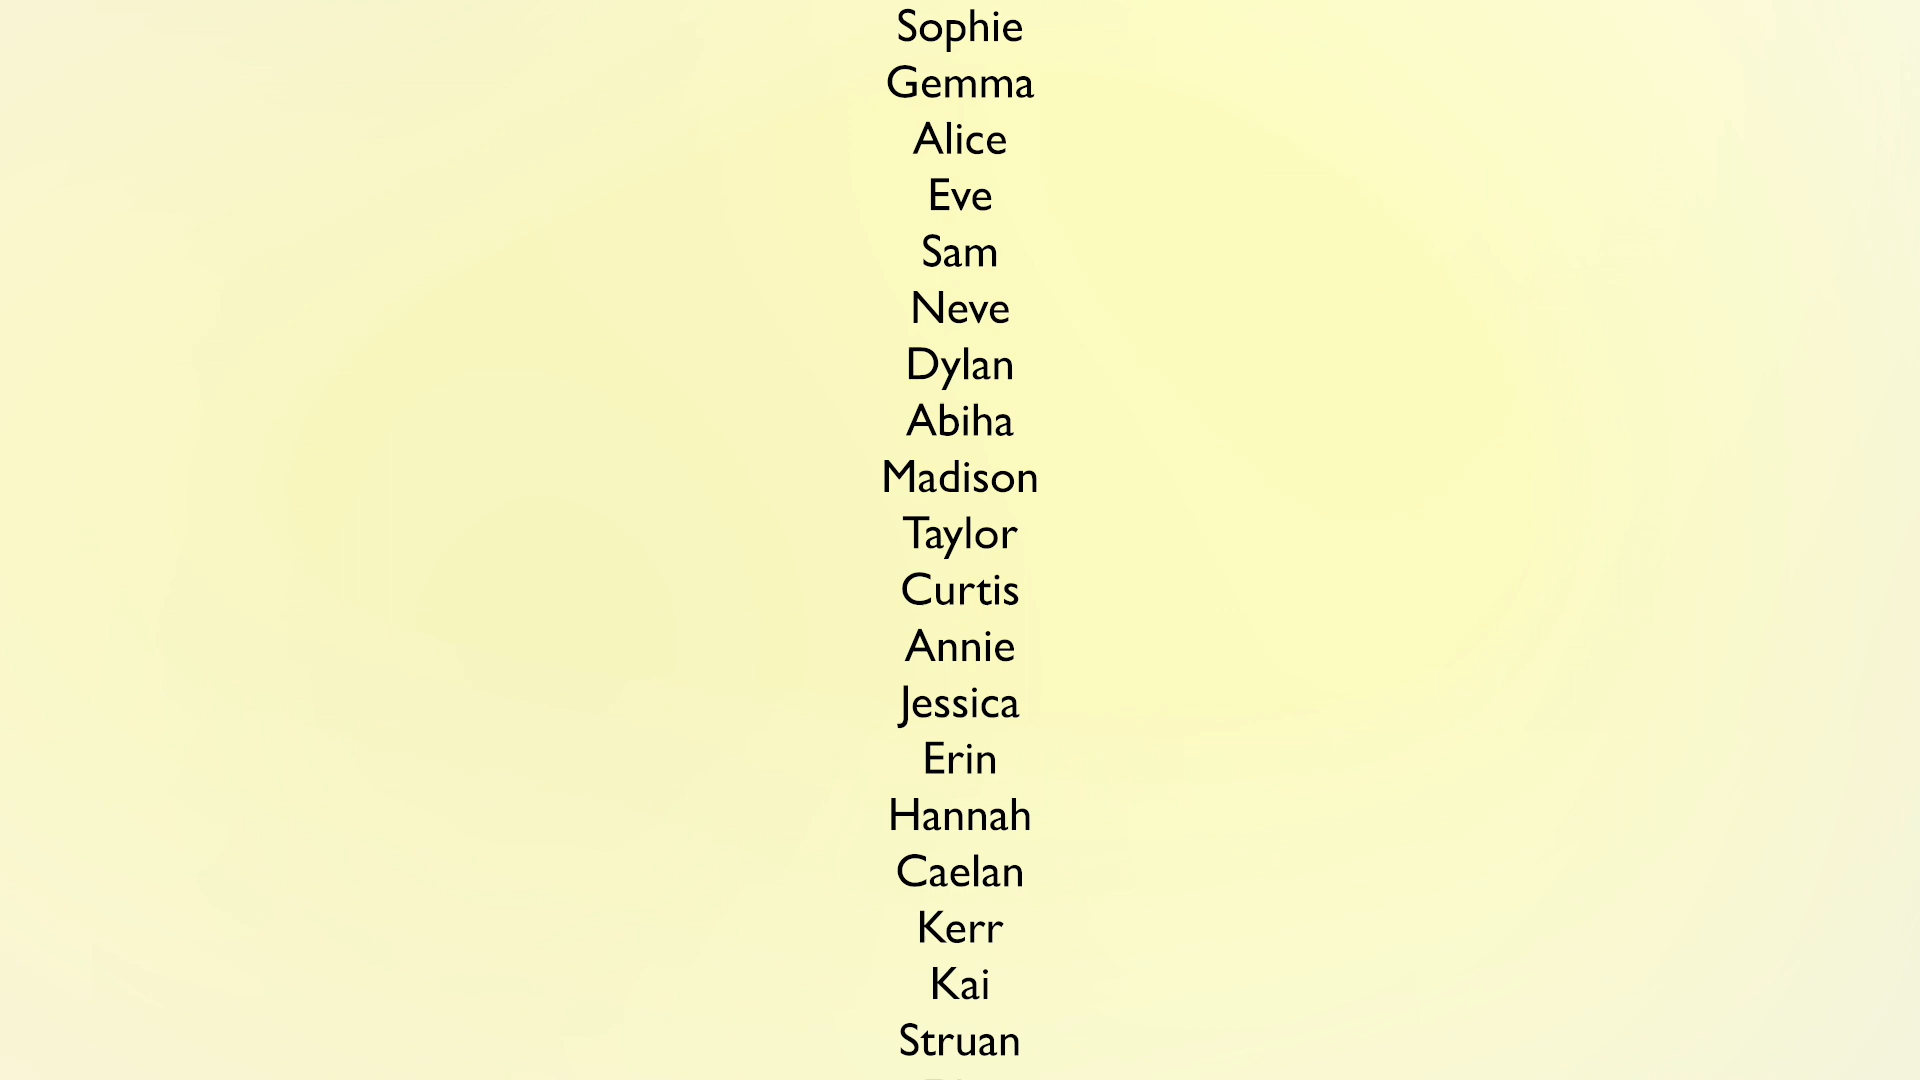 Sophie
Gemma
Alice
Eve
Sam
Neve
Dylan
Abiha
Madison
Taylor
Curtis
Annie
Jessica
Erin
Hannah
Caelan
Kerr
Kai
Struan